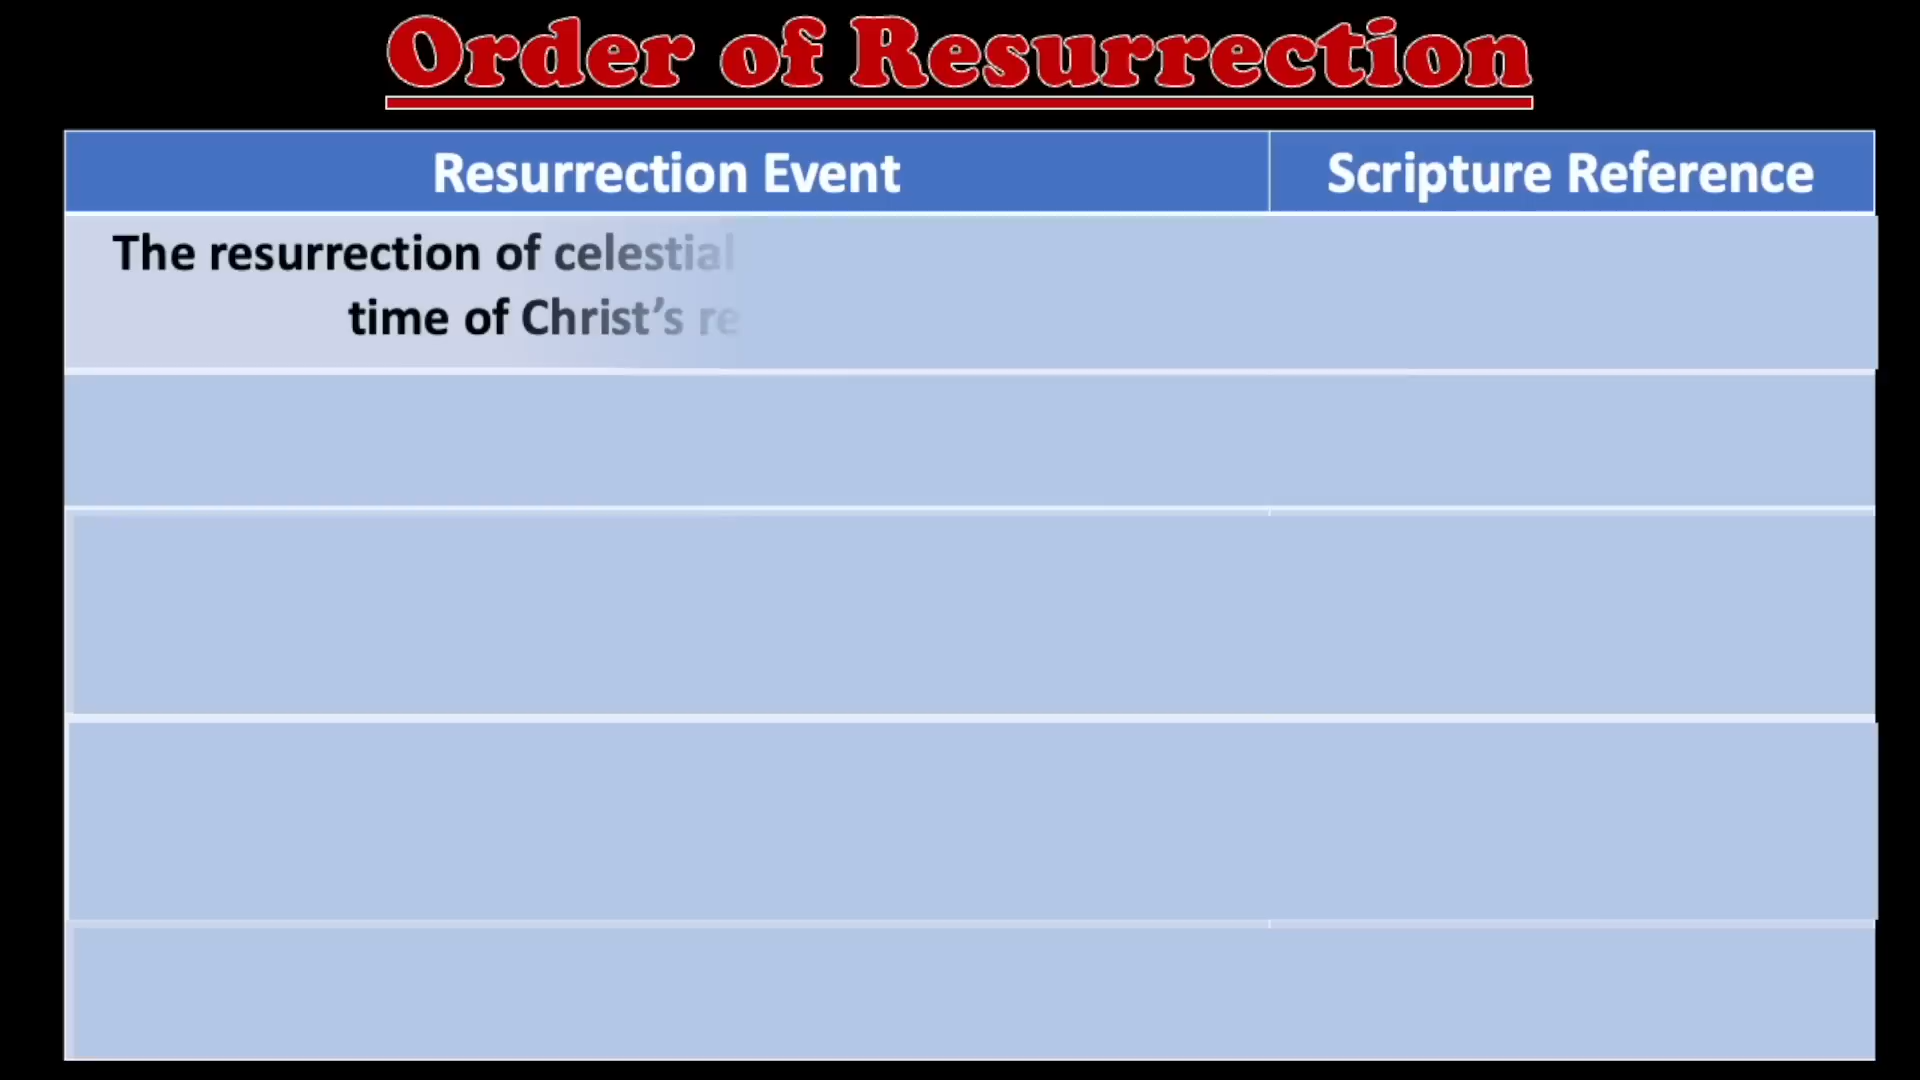 Order of Resurrection
Resurrection Event
Scripture Reference
The resurrection of celestial
time of Christ’s